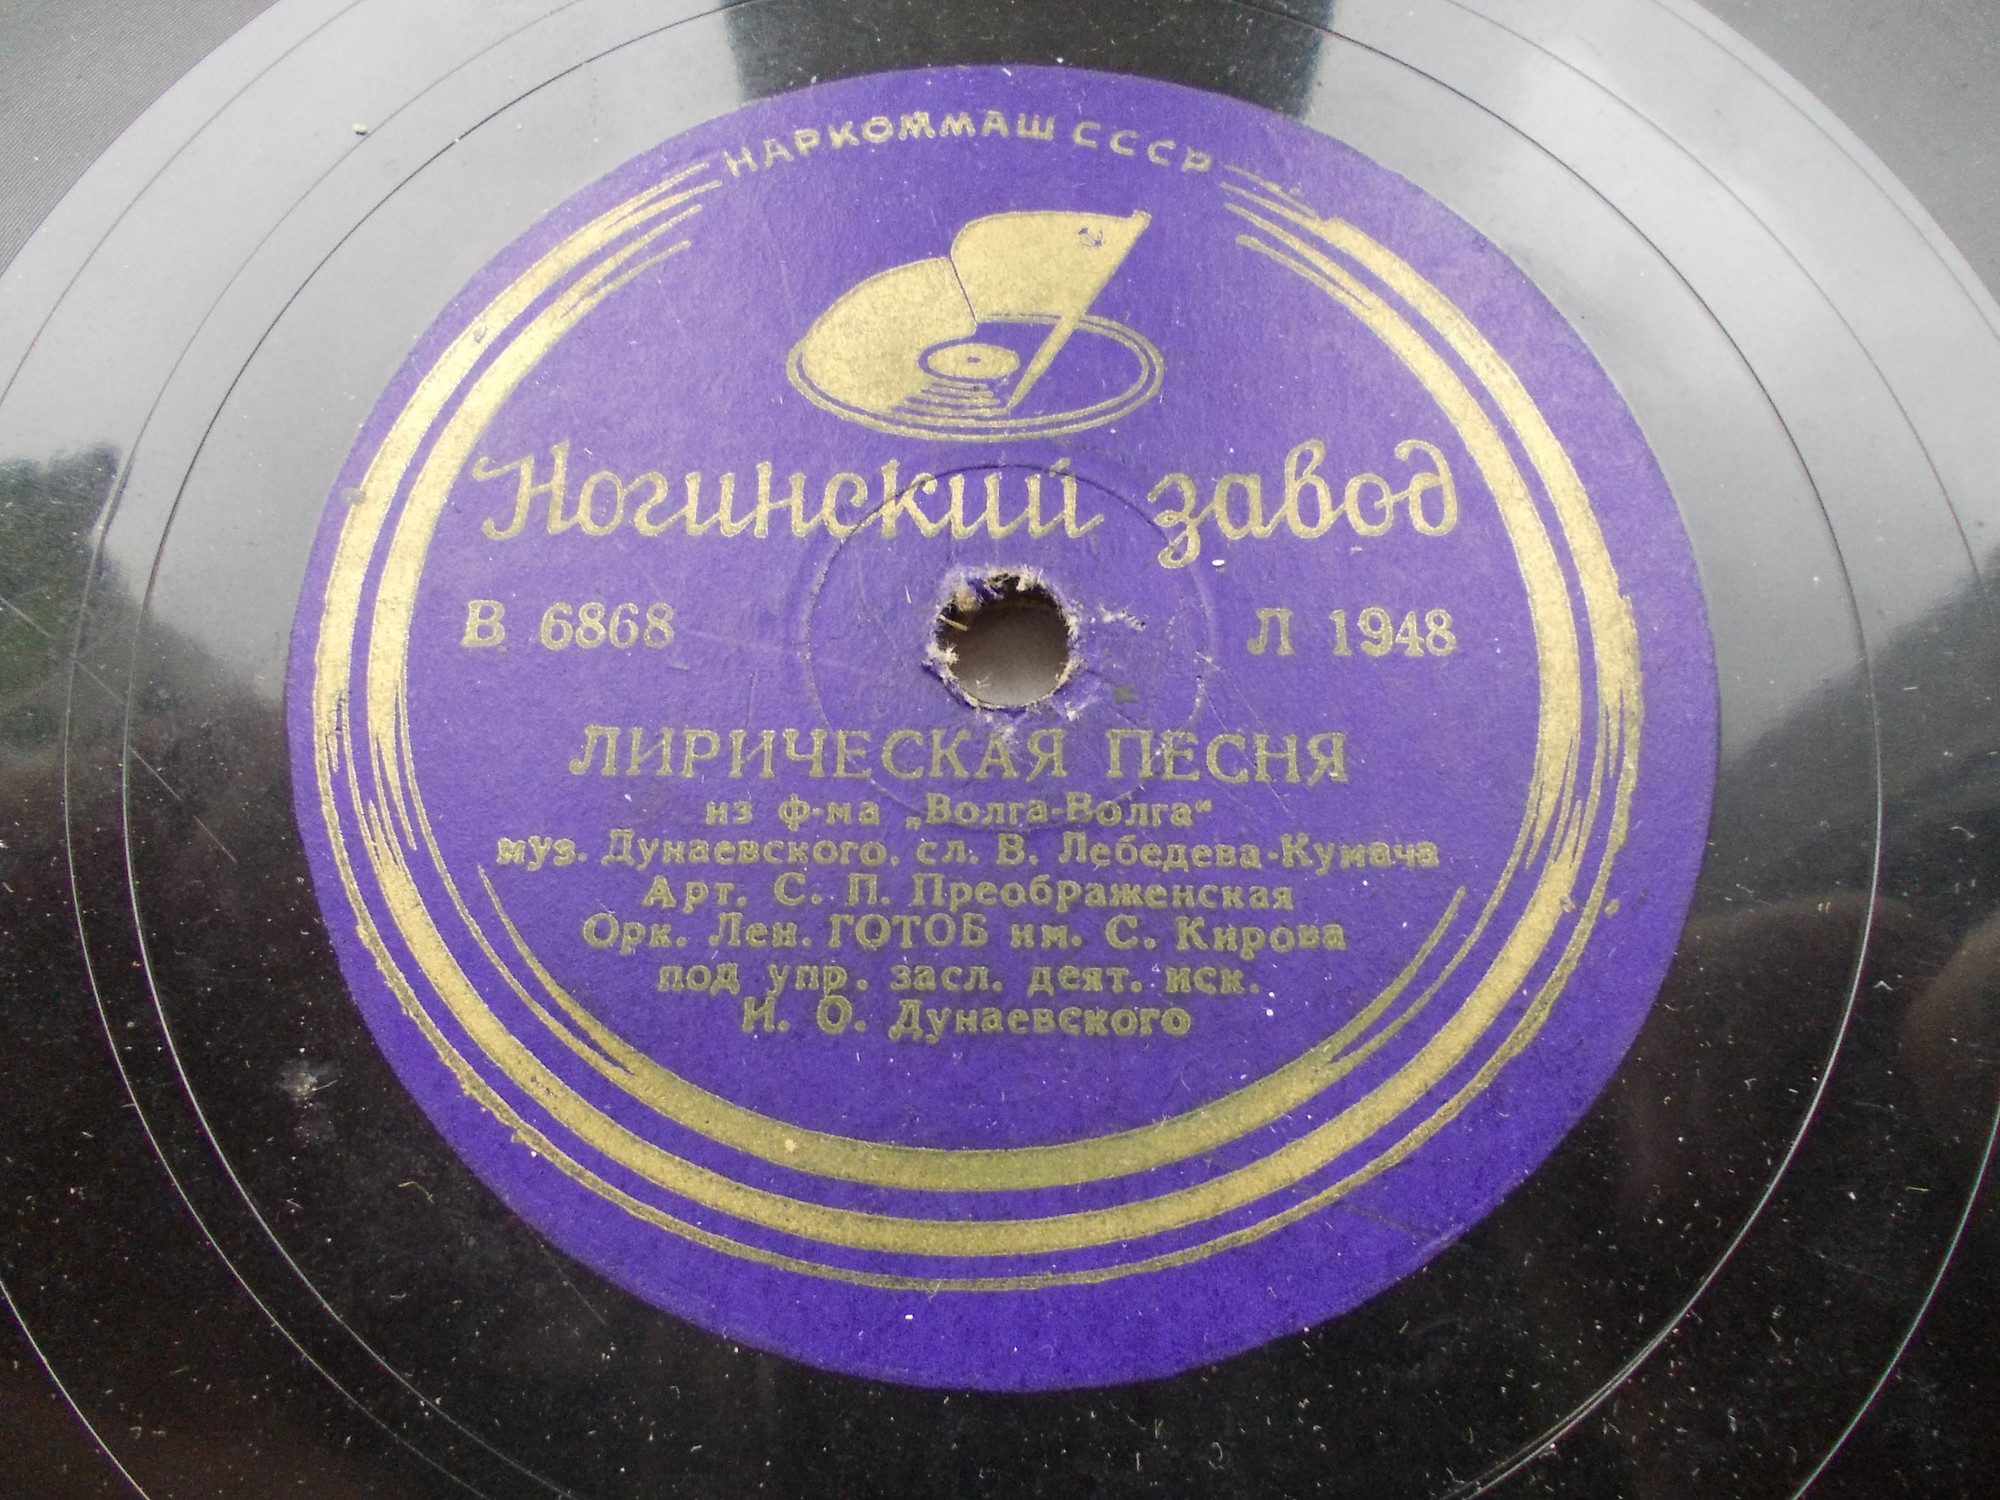 НАРКОММАШ СССР
Ногинский завод
В 6868 Л 1948
ЛИРИЧЕСКАЯ ПЕСНЯ
из ф-ма „Волга-Волга“
муз. Дунаевского, сл. В. Лебедева-Кумача
Арт. С. П. Преображенская
Орк. Лен. ГОТОБ им. С. Кирова
под упр. засл. деят. иск.
И. О. Дунаевского